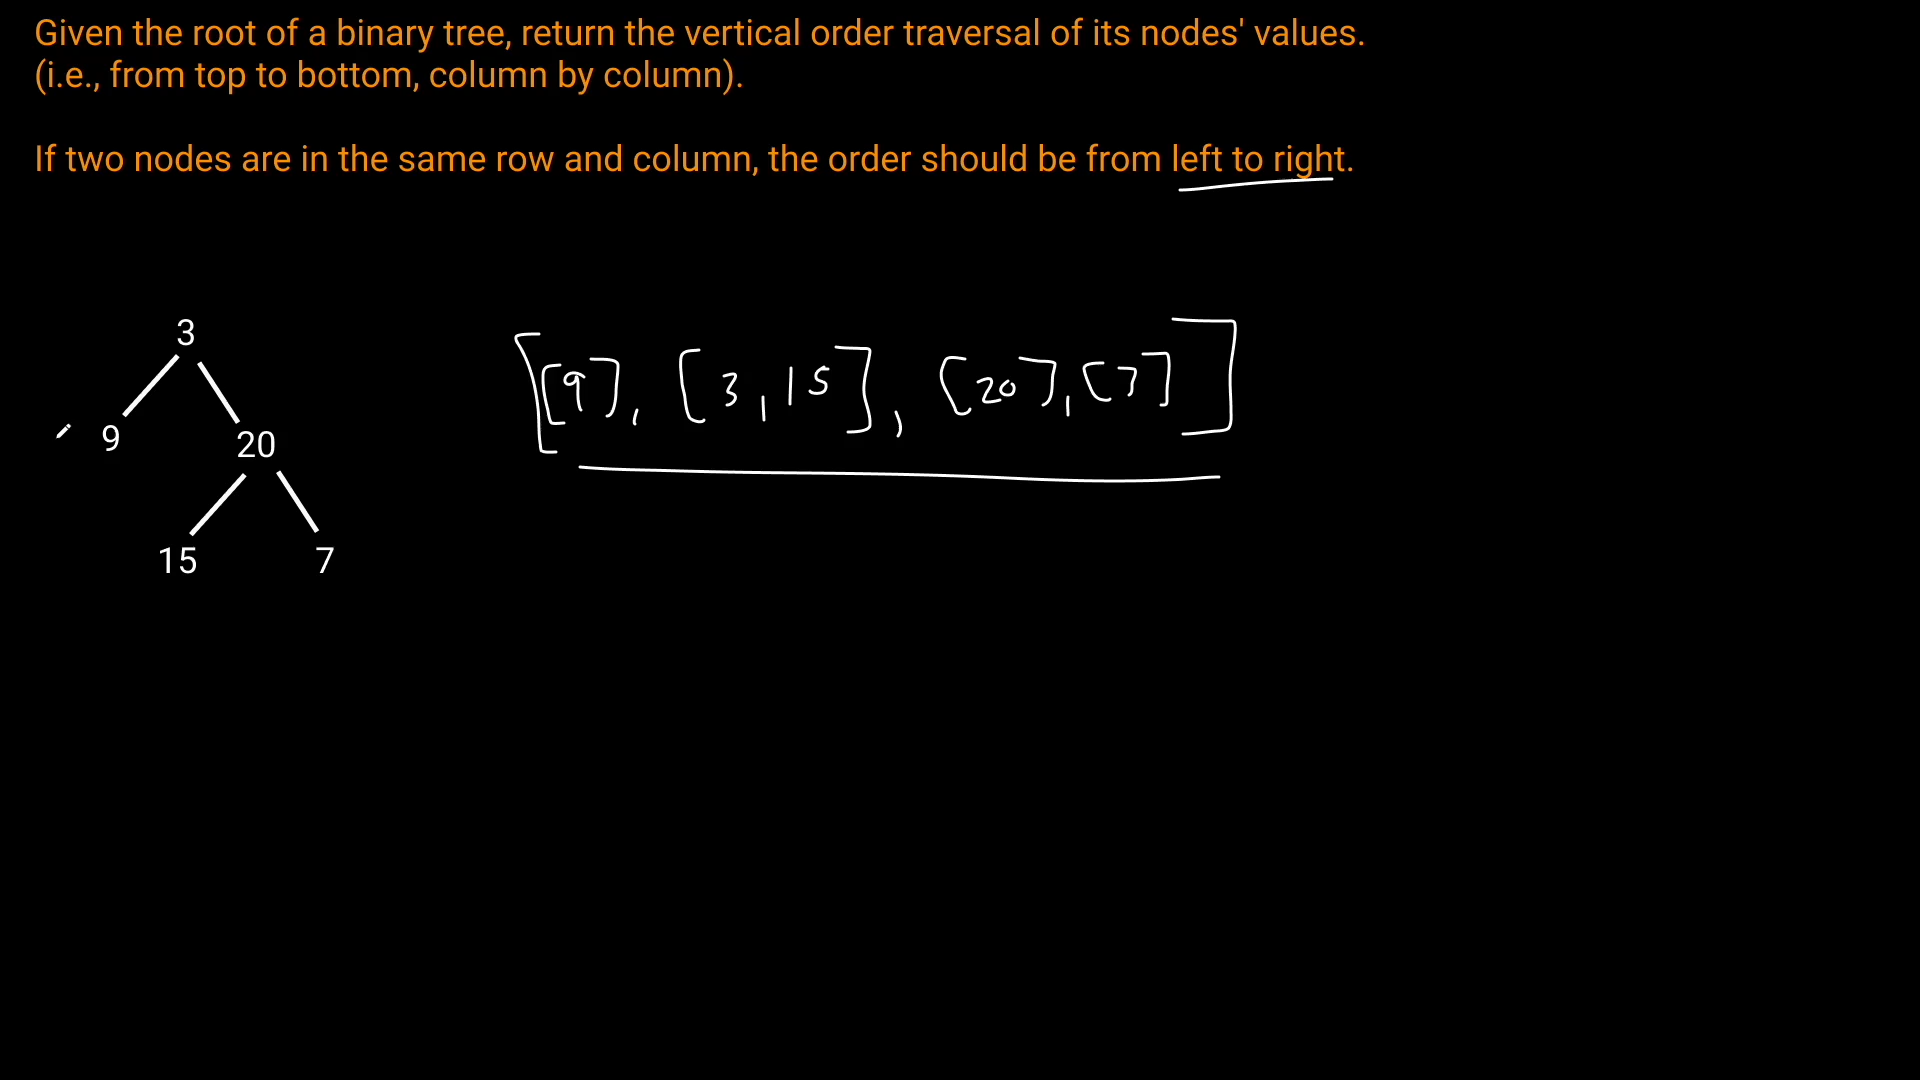 Given the root of a binary tree, return the vertical order traversal of its nodes' values.
(i.e., from top to bottom, column by column).
If two nodes are in the same row and column, the order should be from left to right.
3
[[9], [3,15], [20],[7]]
9
20
15
7